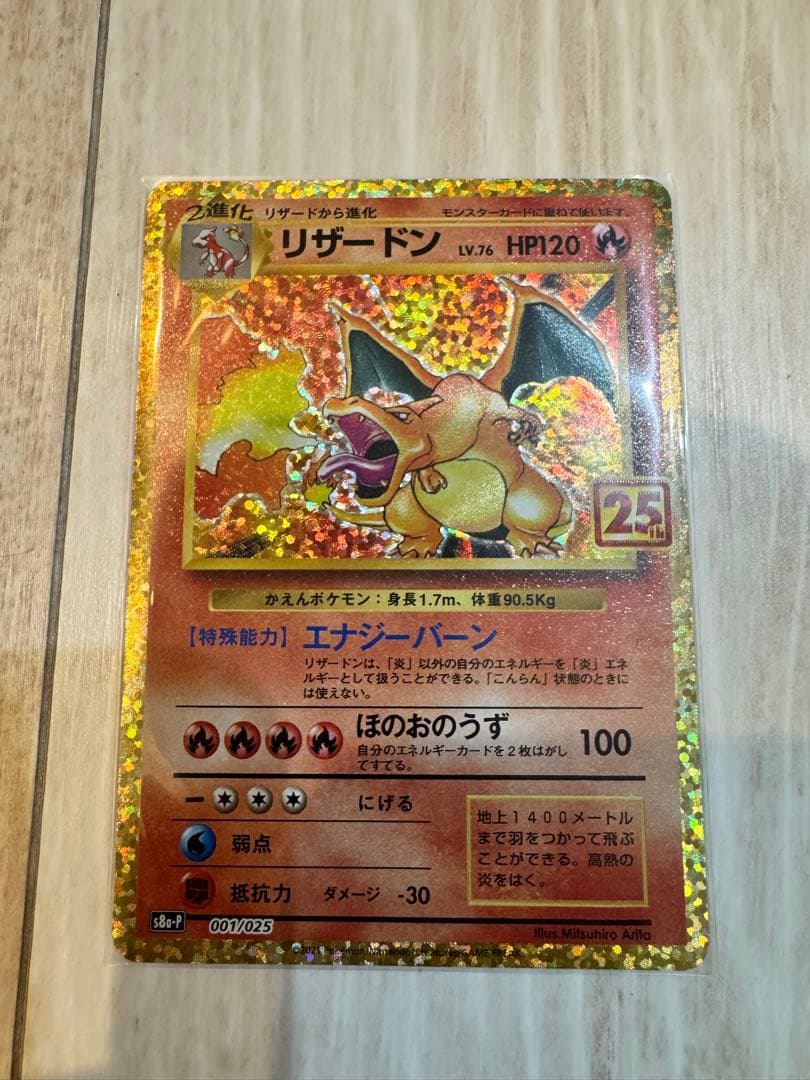 2進化 リザードから進化 モンスターカードに重ねて使います。
リザードン LV.76 HP120
25th
かえんポケモン：身長1.7m、体重90.5Kg
【特殊能力】エナジーバーン
リザードンは、「炎」以外の自分のエネルギーを「炎」エネ
ルギーとして扱うことができる。「こんらん」状態のときに
は使えない。
ほのおのうず 100
自分のエネルギーカードを２枚はがし
てすてる。
ー にげる
弱点
抵抗力 ダメージ -30
地上１４００メートル
まで羽をつかって飛ぶ
ことができる。高熱の
炎をはく。
s8a-P 001/025
Illus.Mitsuhiro Arita
©2021 Pokémon/Nintendo/Creatures/GAME FREAK